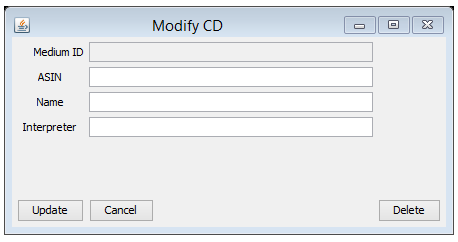 Modify CD
Medium ID
ASIN
Name
Interpreter
Update Cancel Delete